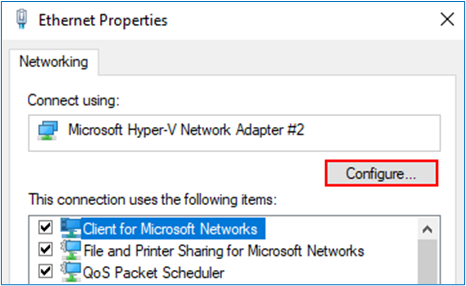 Ethernet Properties
Networking
Connect using:
Microsoft Hyper-V Network Adapter #2
Configure...
This connection uses the following items:
Client for Microsoft Networks
File and Printer Sharing for Microsoft Networks
QoS Packet Scheduler